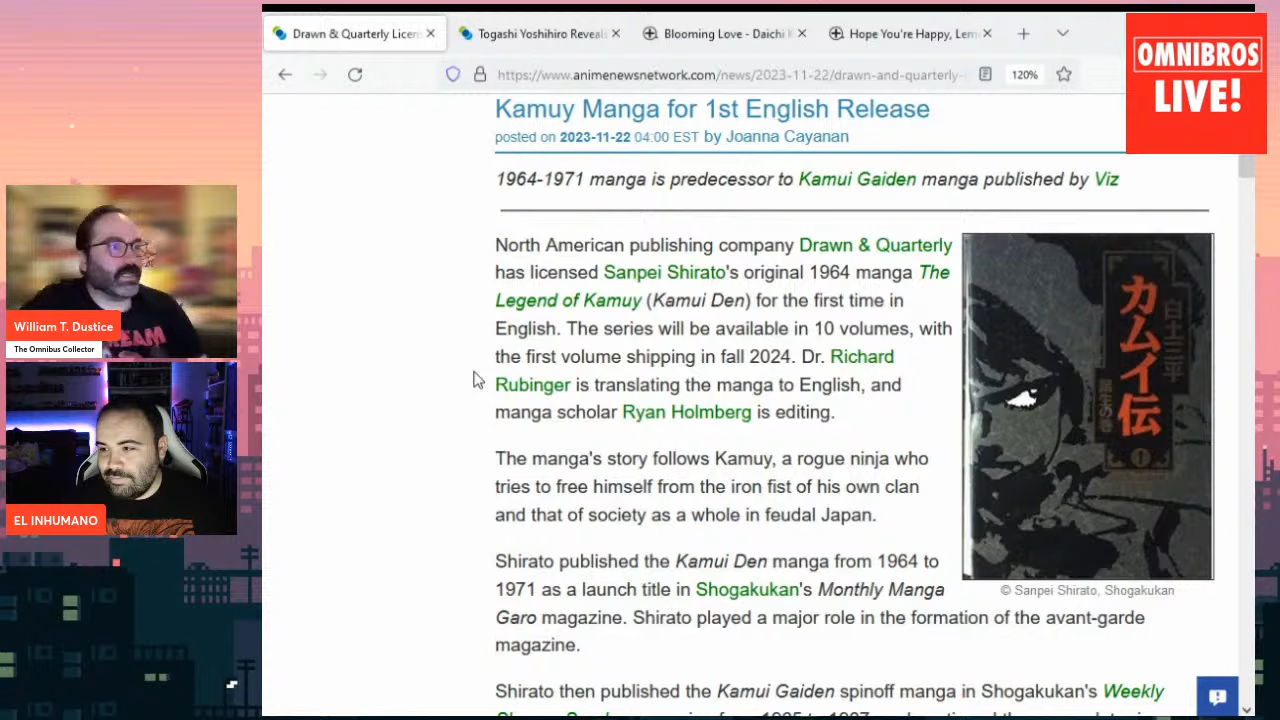 Drawn & Quarterly Licen
Togashi Yoshihiro Reveals
Blooming Love - Daichi K
Hope You're Happy, Lem
https://www.animenewsnetwork.com/news/2023-11-22/drawn-and-quarterly-
120%
OMNIBROS
LIVE!
Kamuy Manga for 1st English Release
posted on 2023-11-22 04:00 EST by Joanna Cayanan
1964-1971 manga is predecessor to Kamui Gaiden manga published by Viz
North American publishing company Drawn & Quarterly
has licensed Sanpei Shirato's original 1964 manga The
Legend of Kamuy (Kamui Den) for the first time in
English. The series will be available in 10 volumes, with
the first volume shipping in fall 2024. Dr. Richard
Rubinger is translating the manga to English, and
manga scholar Ryan Holmberg is editing.
The manga's story follows Kamuy, a rogue ninja who
tries to free himself from the iron fist of his own clan
and that of society as a whole in feudal Japan.
Shirato published the Kamui Den manga from 1964 to
1971 as a launch title in Shogakukan's Monthly Manga
Garo magazine. Shirato played a major role in the formation of the avant-garde
magazine.
Shirato then published the Kamui Gaiden spinoff manga in Shogakukan's Weekly
カムイ伝
白土三平
1
© Sanpei Shirato, Shogakukan
William T. Dustice
The Omnibus Collector
EL INHUMANO